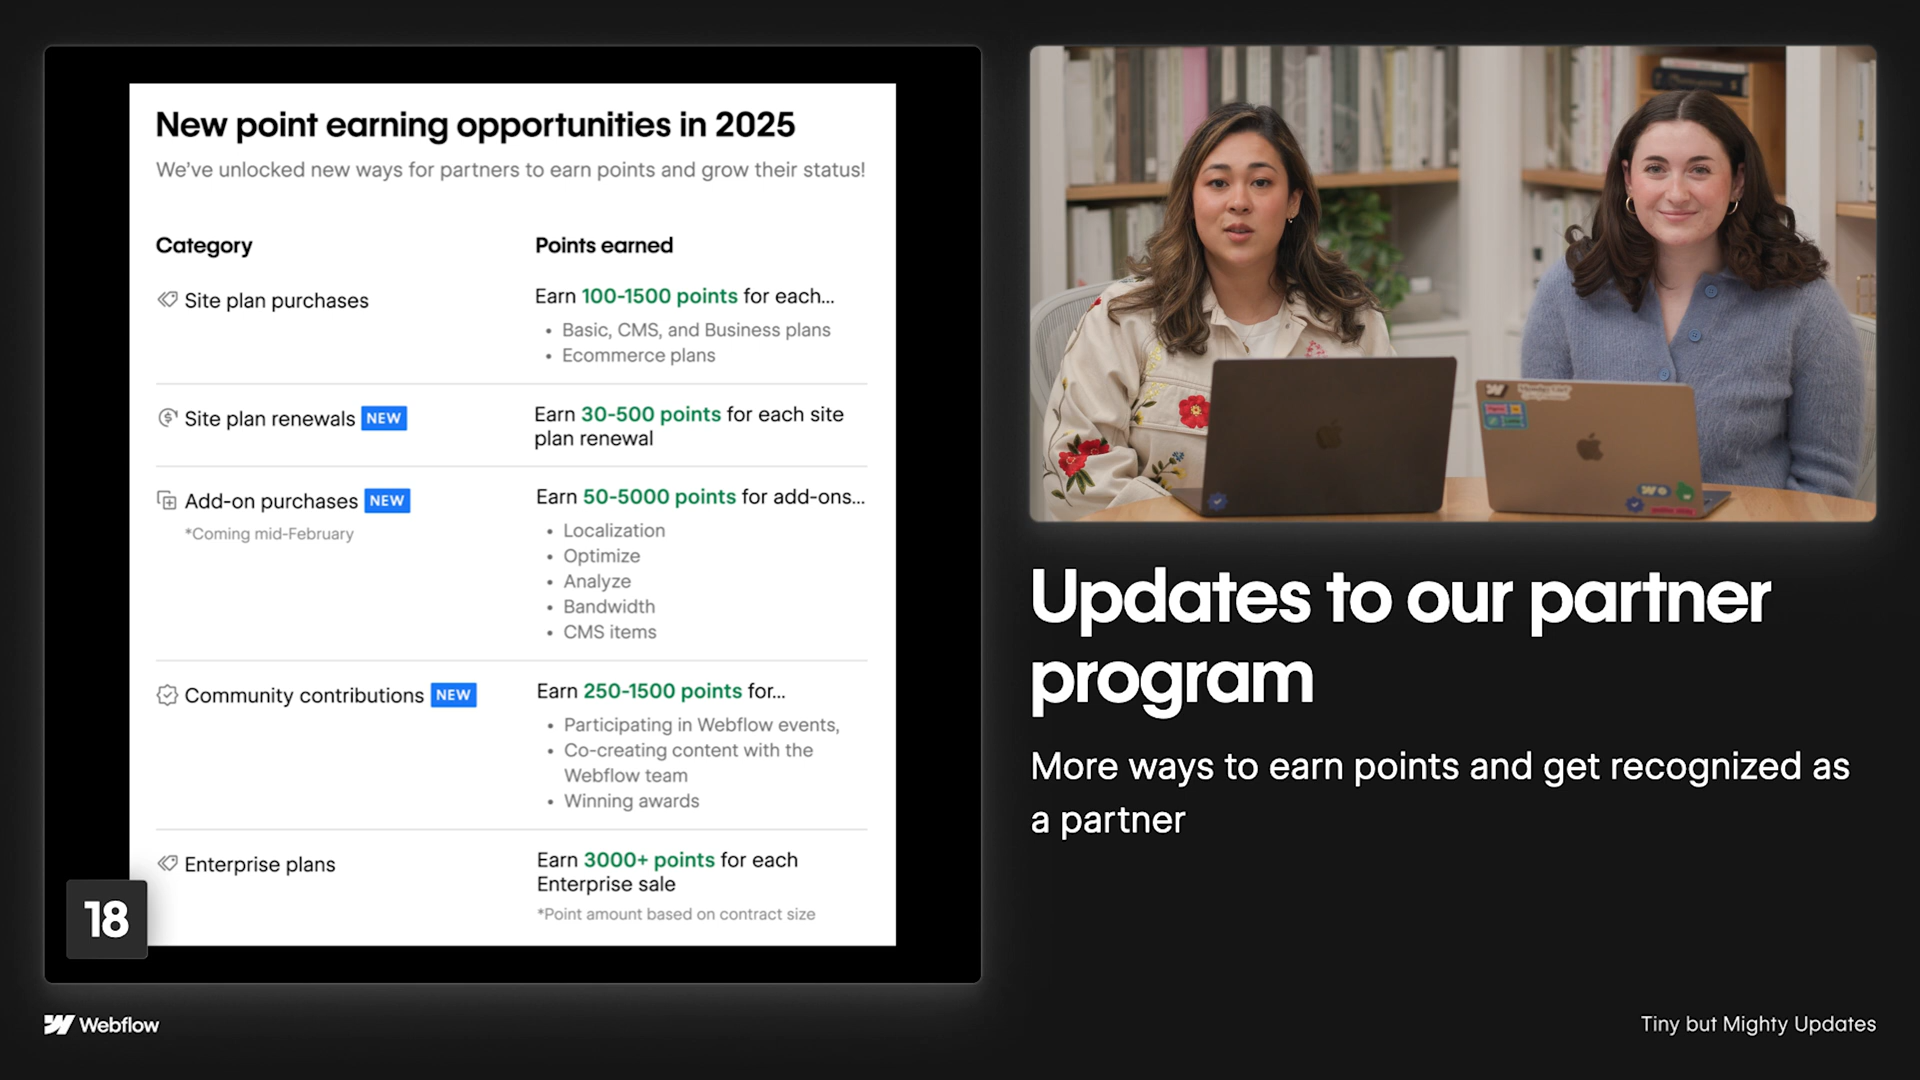 New point earning opportunities in 2025
We've unlocked new ways for partners to earn points and grow their status!
Category
Points earned
Site plan purchases
Earn 100-1500 points for each...
• Basic, CMS, and Business plans
• Ecommerce plans
Site plan renewals NEW
Earn 30-500 points for each site
plan renewal
Add-on purchases NEW
*Coming mid-February
Earn 50-5000 points for add-ons...
• Localization
• Optimize
• Analyze
• Bandwidth
• CMS items
Community contributions NEW
Earn 250-1500 points for...
• Participating in Webflow events,
• Co-creating content with the
Webflow team
• Winning awards
Enterprise plans
Earn 3000+ points for each
Enterprise sale
*Point amount based on contract size
18
Updates to our partner
program
More ways to earn points and get recognized as
a partner
Webflow
Tiny but Mighty Updates